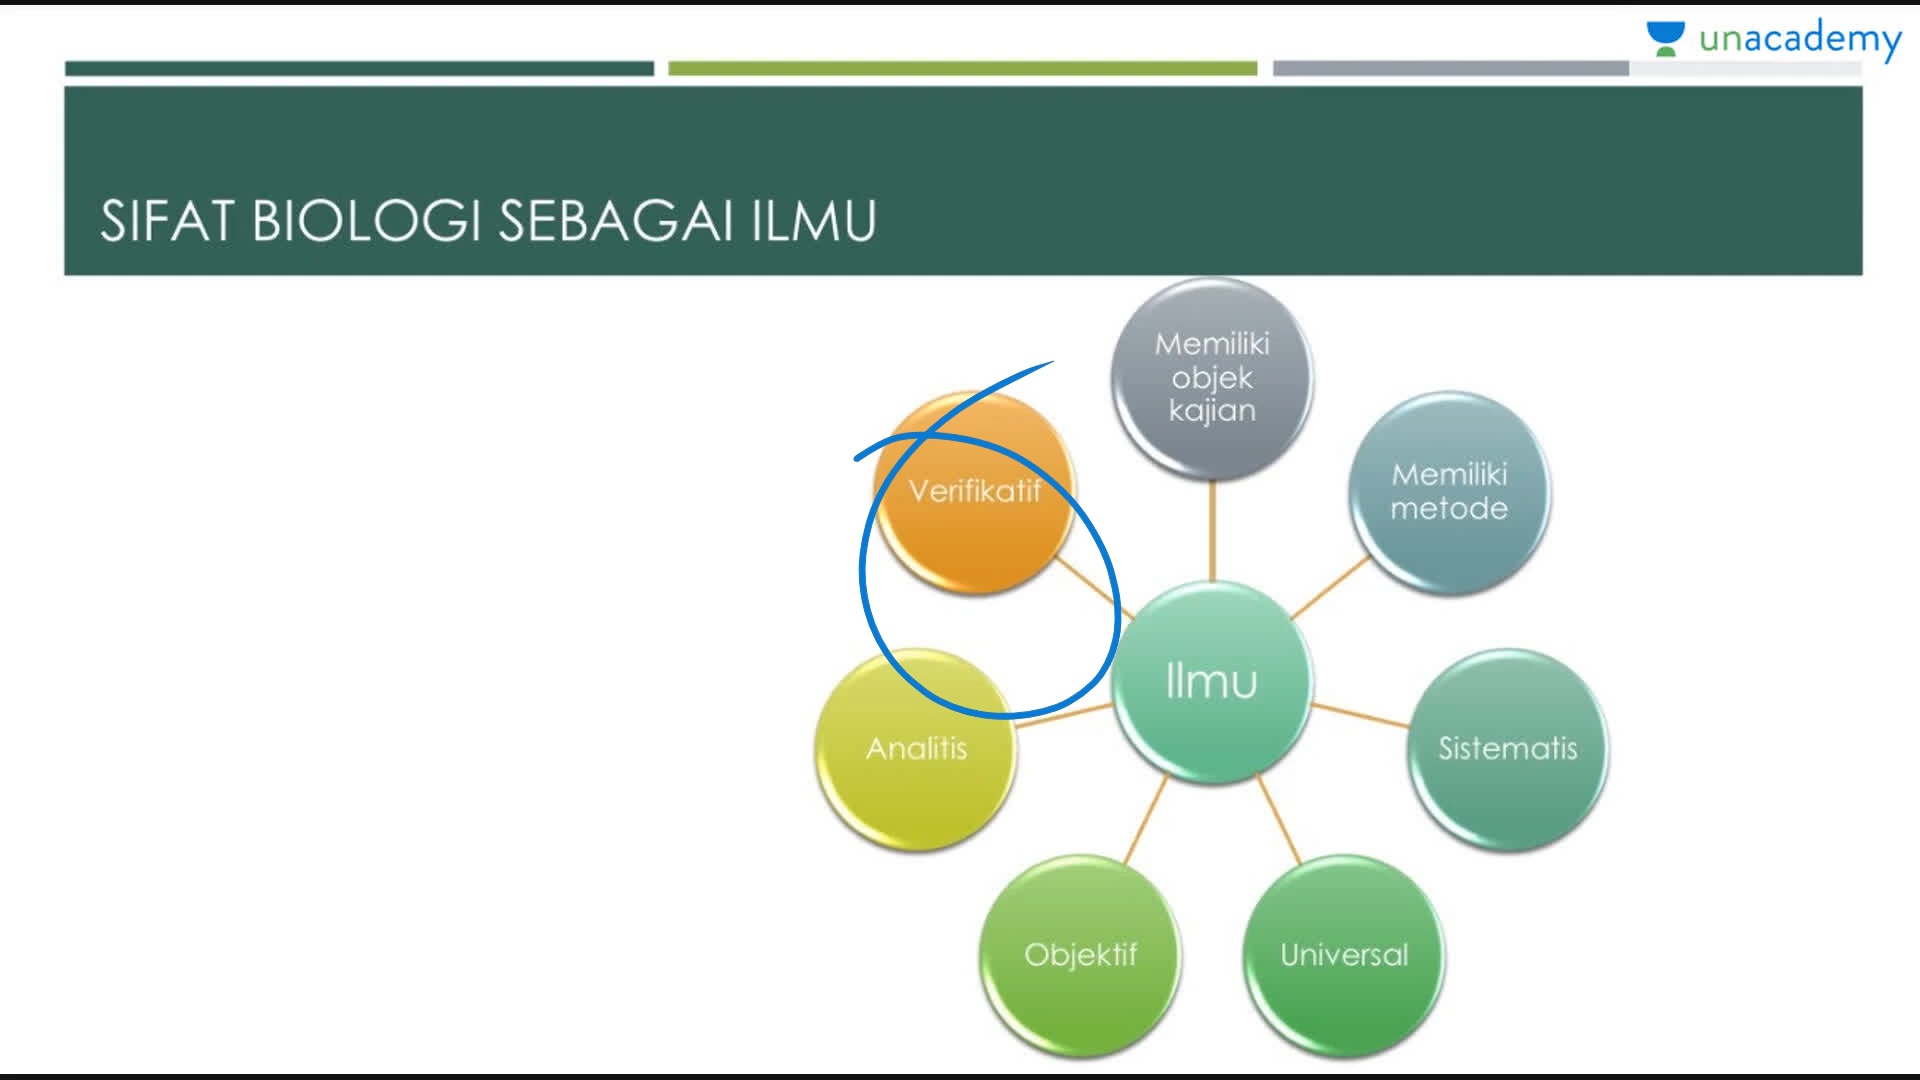 unacademy
SIFAT BIOLOGI SEBAGAI ILMU
Memiliki
objek
kajian
Memiliki
metode
Sistematis
Universal
Objektif
Analitis
Verifikatif
Ilmu